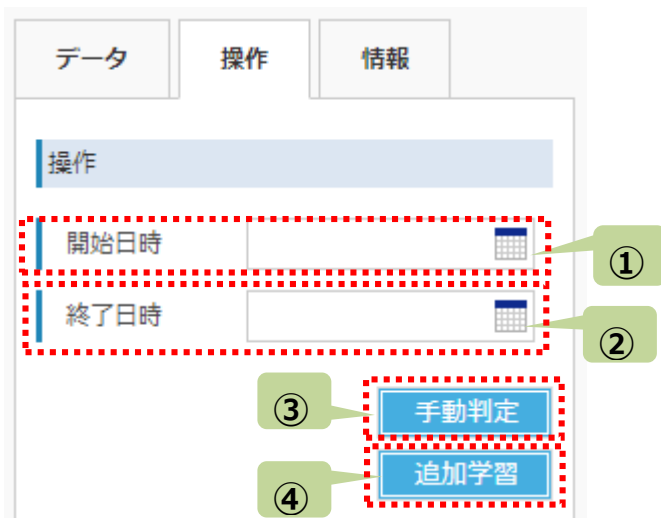 データ 操作 情報
操作
開始日時
①
終了日時
②
③ 手動判定
④ 追加学習